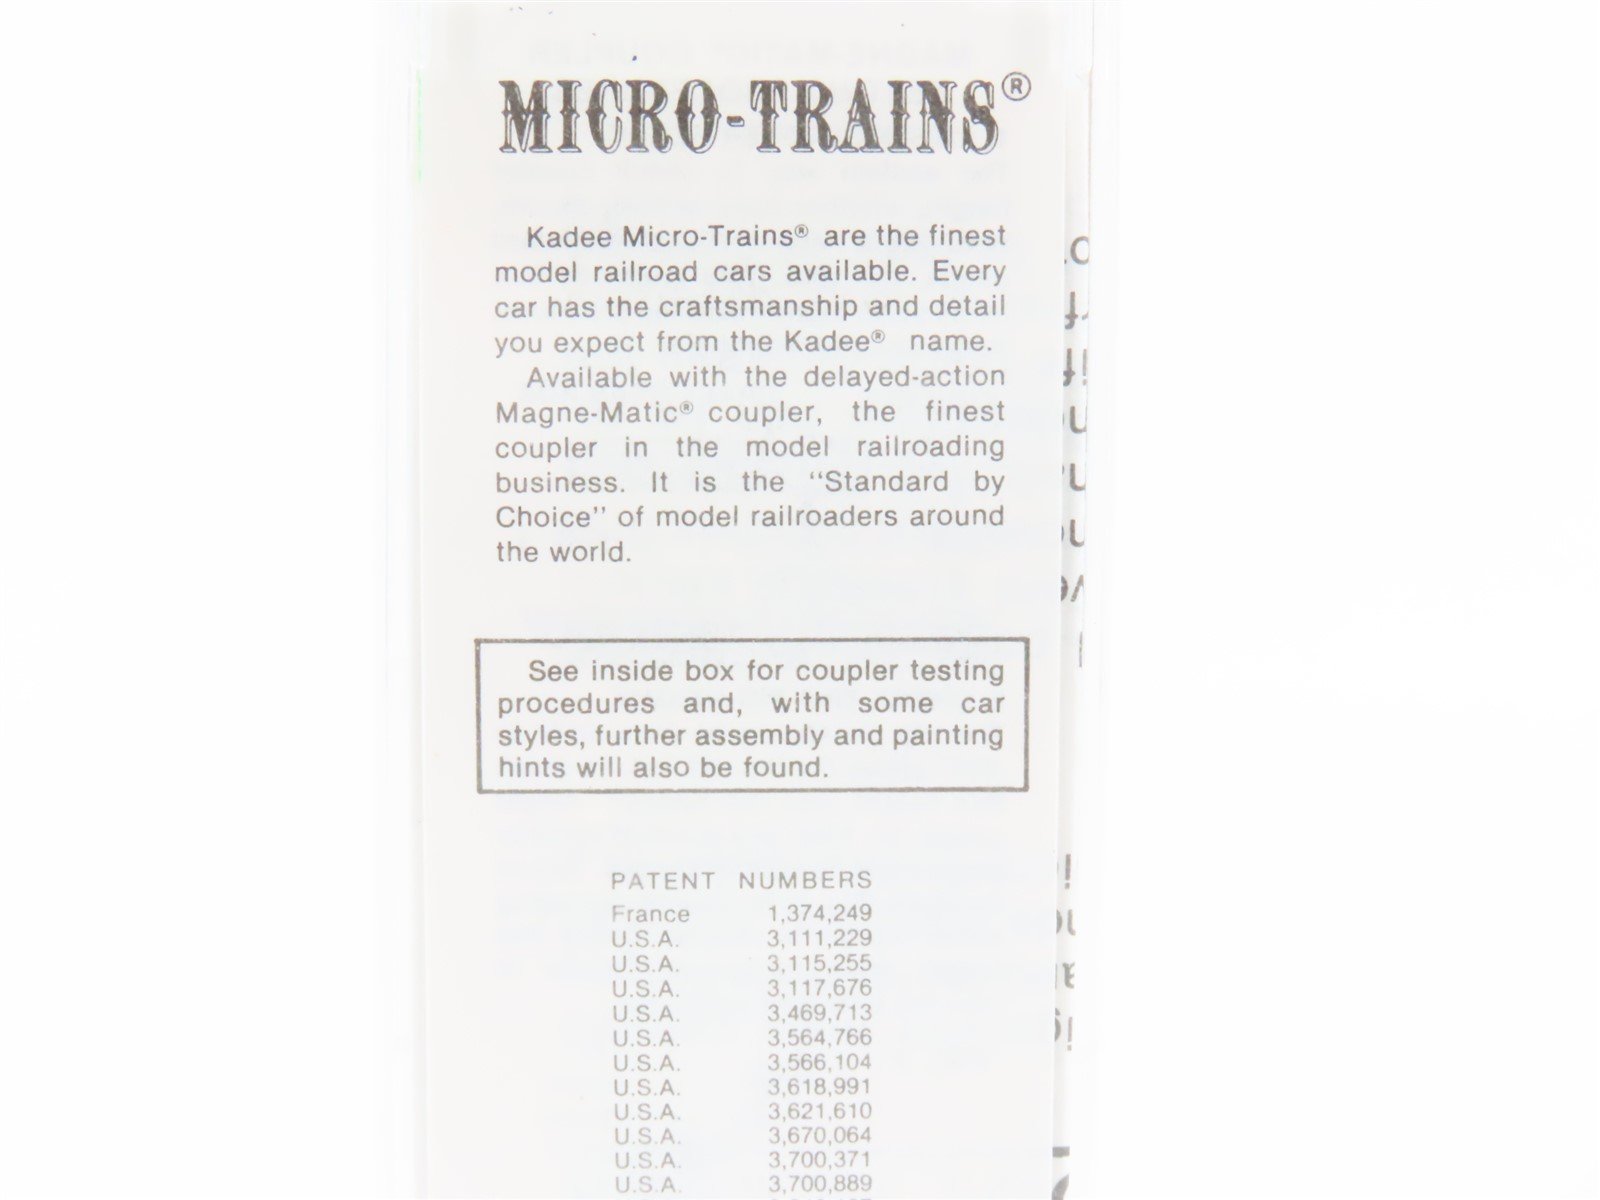 MICRO-TRAINS®
Kadee Micro-Trains® are the finest
model railroad cars available. Every
car has the craftsmanship and detail
you expect from the Kadee® name.
Available with the delayed-action
Magne-Matic® coupler, the finest
coupler in the model railroading
business. It is the “Standard by
Choice” of model railroaders around
the world.
See inside box for coupler testing
procedures and, with some car
styles, further assembly and painting
hints will also be found.
PATENT NUMBERS
France 1,374,249
U.S.A. 3,111,229
U.S.A. 3,115,255
U.S.A. 3,117,676
U.S.A. 3,469,713
U.S.A. 3,564,766
U.S.A. 3,566,104
U.S.A. 3,618,991
U.S.A. 3,621,610
U.S.A. 3,670,064
U.S.A. 3,700,371
U.S.A. 3,700,889